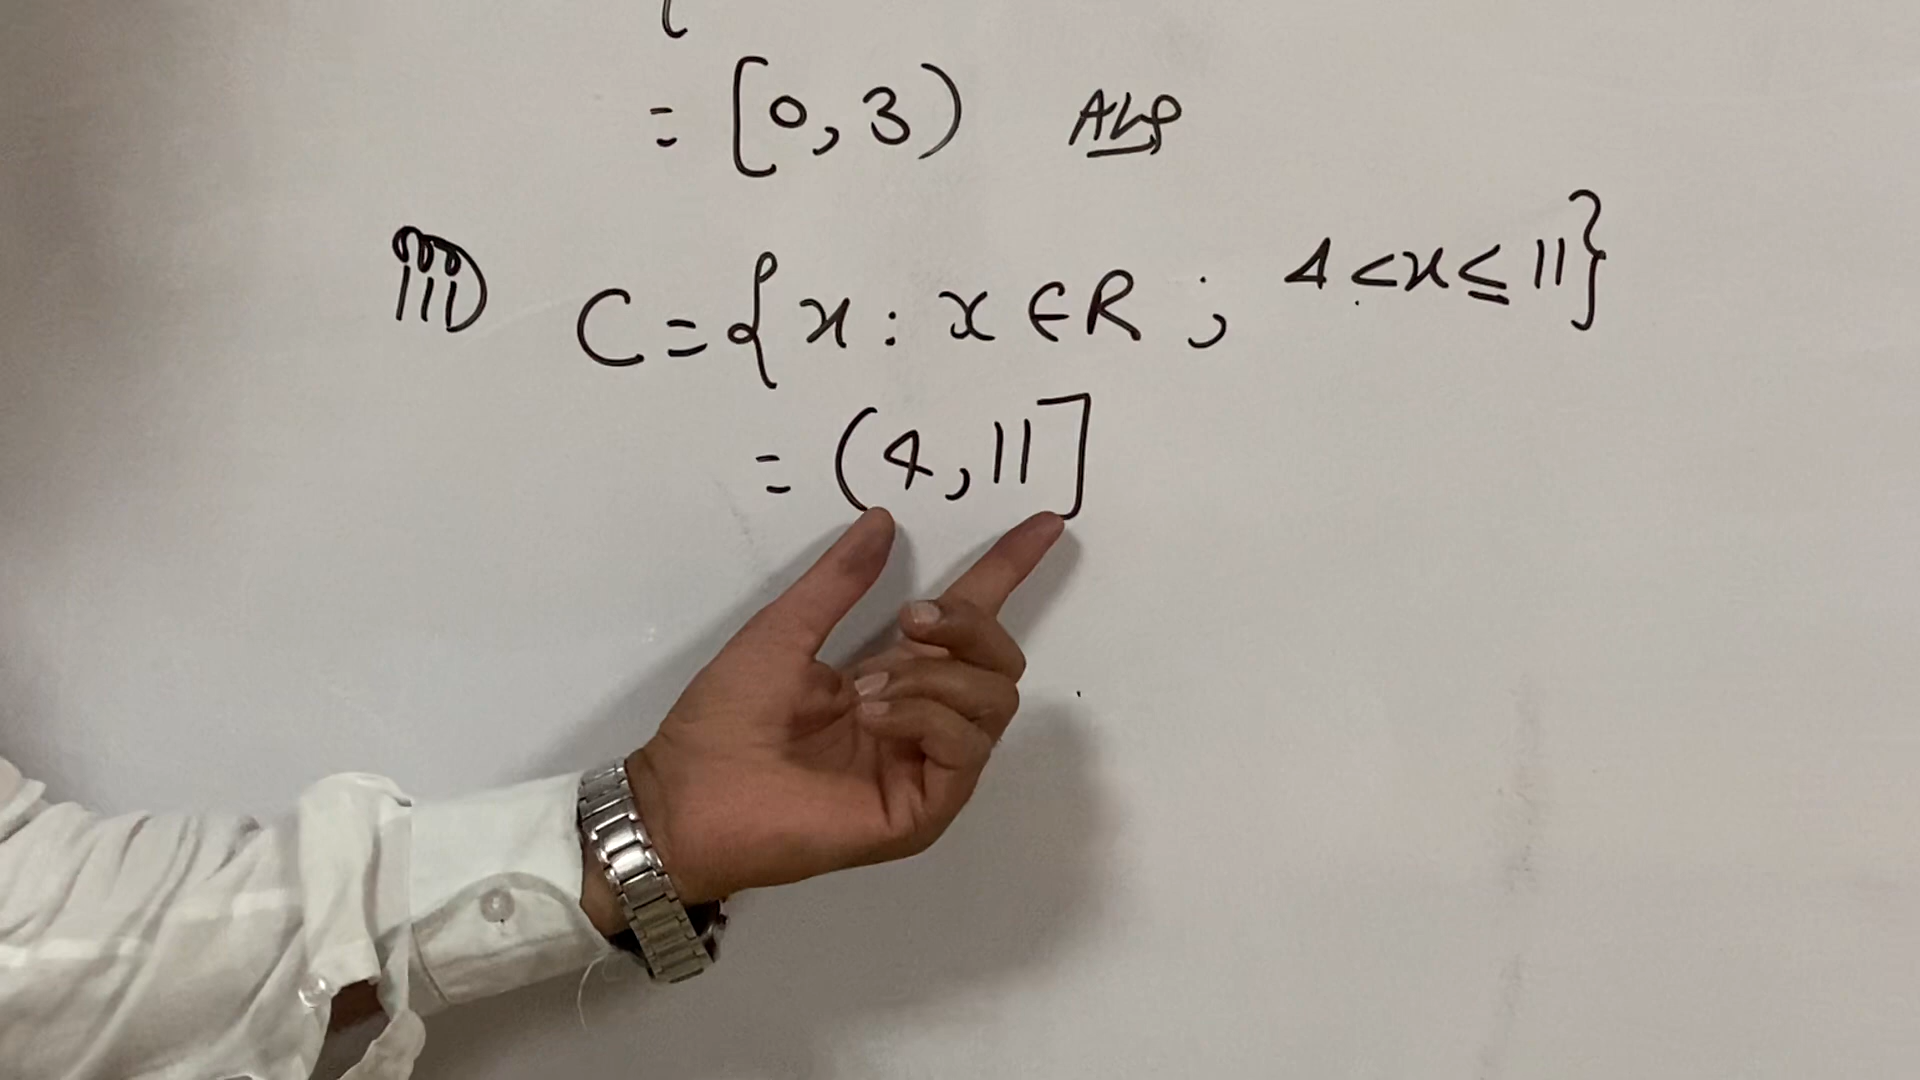 = [0, 3) Ans
iii) C = {x : x ∈ R ; 4 < x ≤ 11}
= (4, 11]